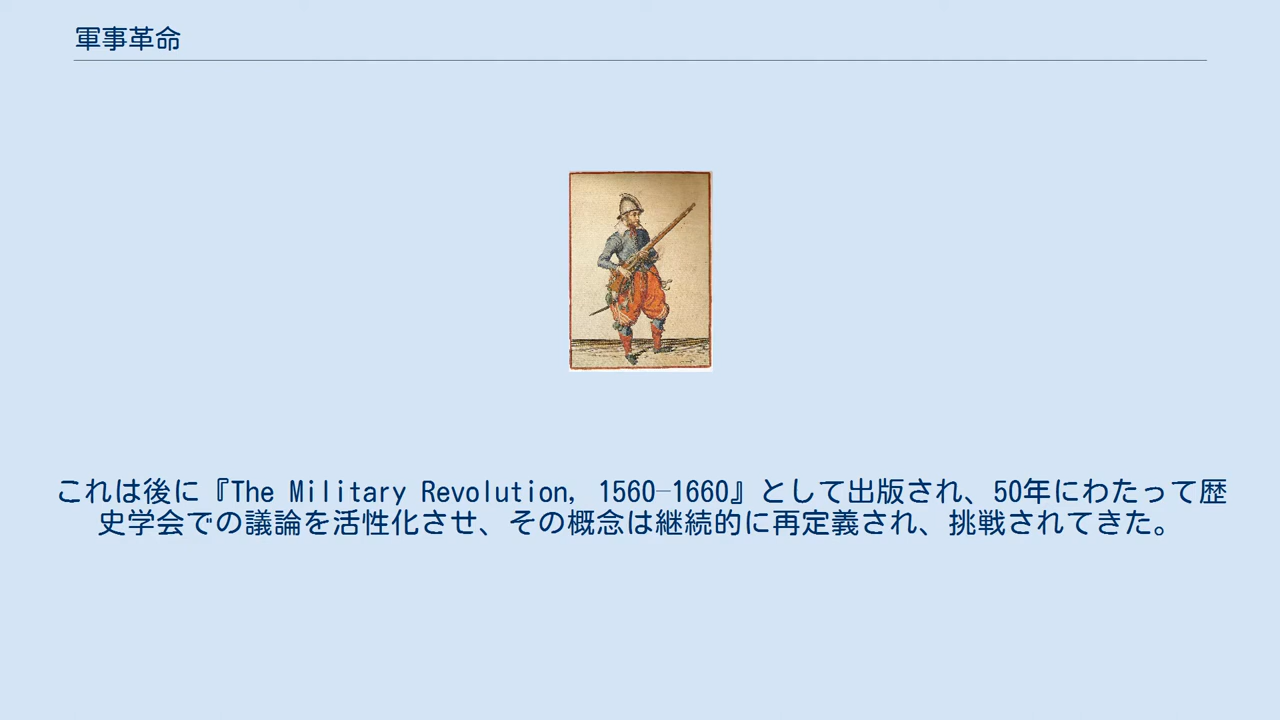 軍事革命
これは後に『The Military Revolution, 1560–1660』として出版され、50年にわたって歴
史学会での議論を活性化させ、その概念は継続的に再定義され、挑戦されてきた。